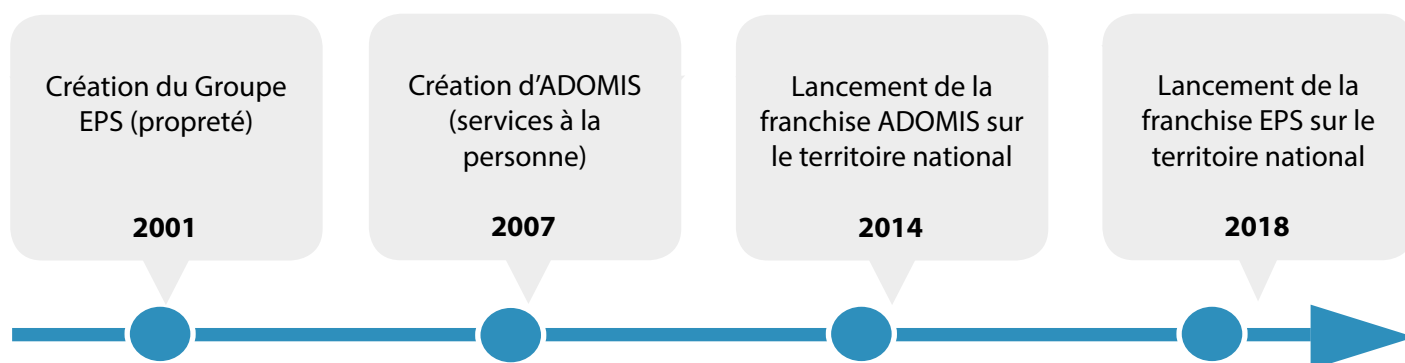 Création du Groupe
EPS (propreté)
2001
Création d'ADOMIS
(services à la
personne)
2007
Lancement de la
franchise ADOMIS sur
le territoire national
2014
Lancement de la
franchise EPS sur le
territoire national
2018